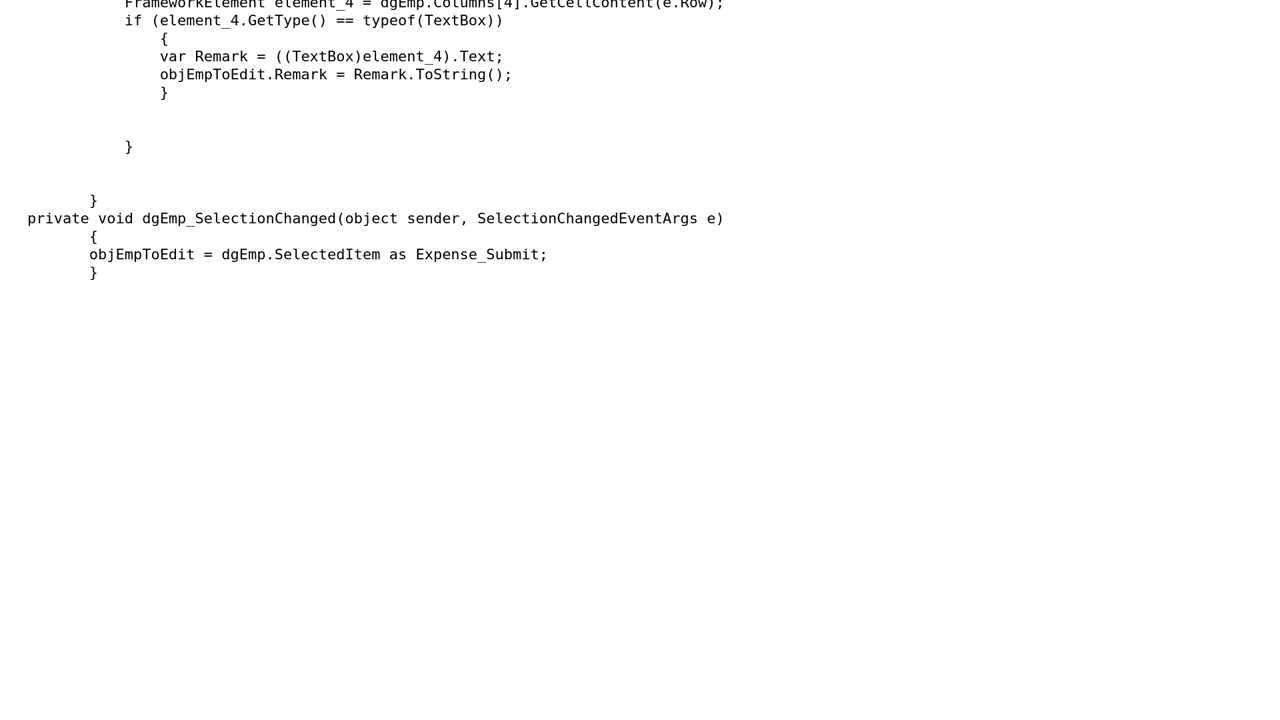 FrameworkElement element_4 = dgEmp.Columns[4].GetCellContent(e.Row);
if (element_4.GetType() == typeof(TextBox))
{
var Remark = ((TextBox)element_4).Text;
objEmpToEdit.Remark = Remark.ToString();
}
}
}
private void dgEmp_SelectionChanged(object sender, SelectionChangedEventArgs e)
{
objEmpToEdit = dgEmp.SelectedItem as Expense_Submit;
}